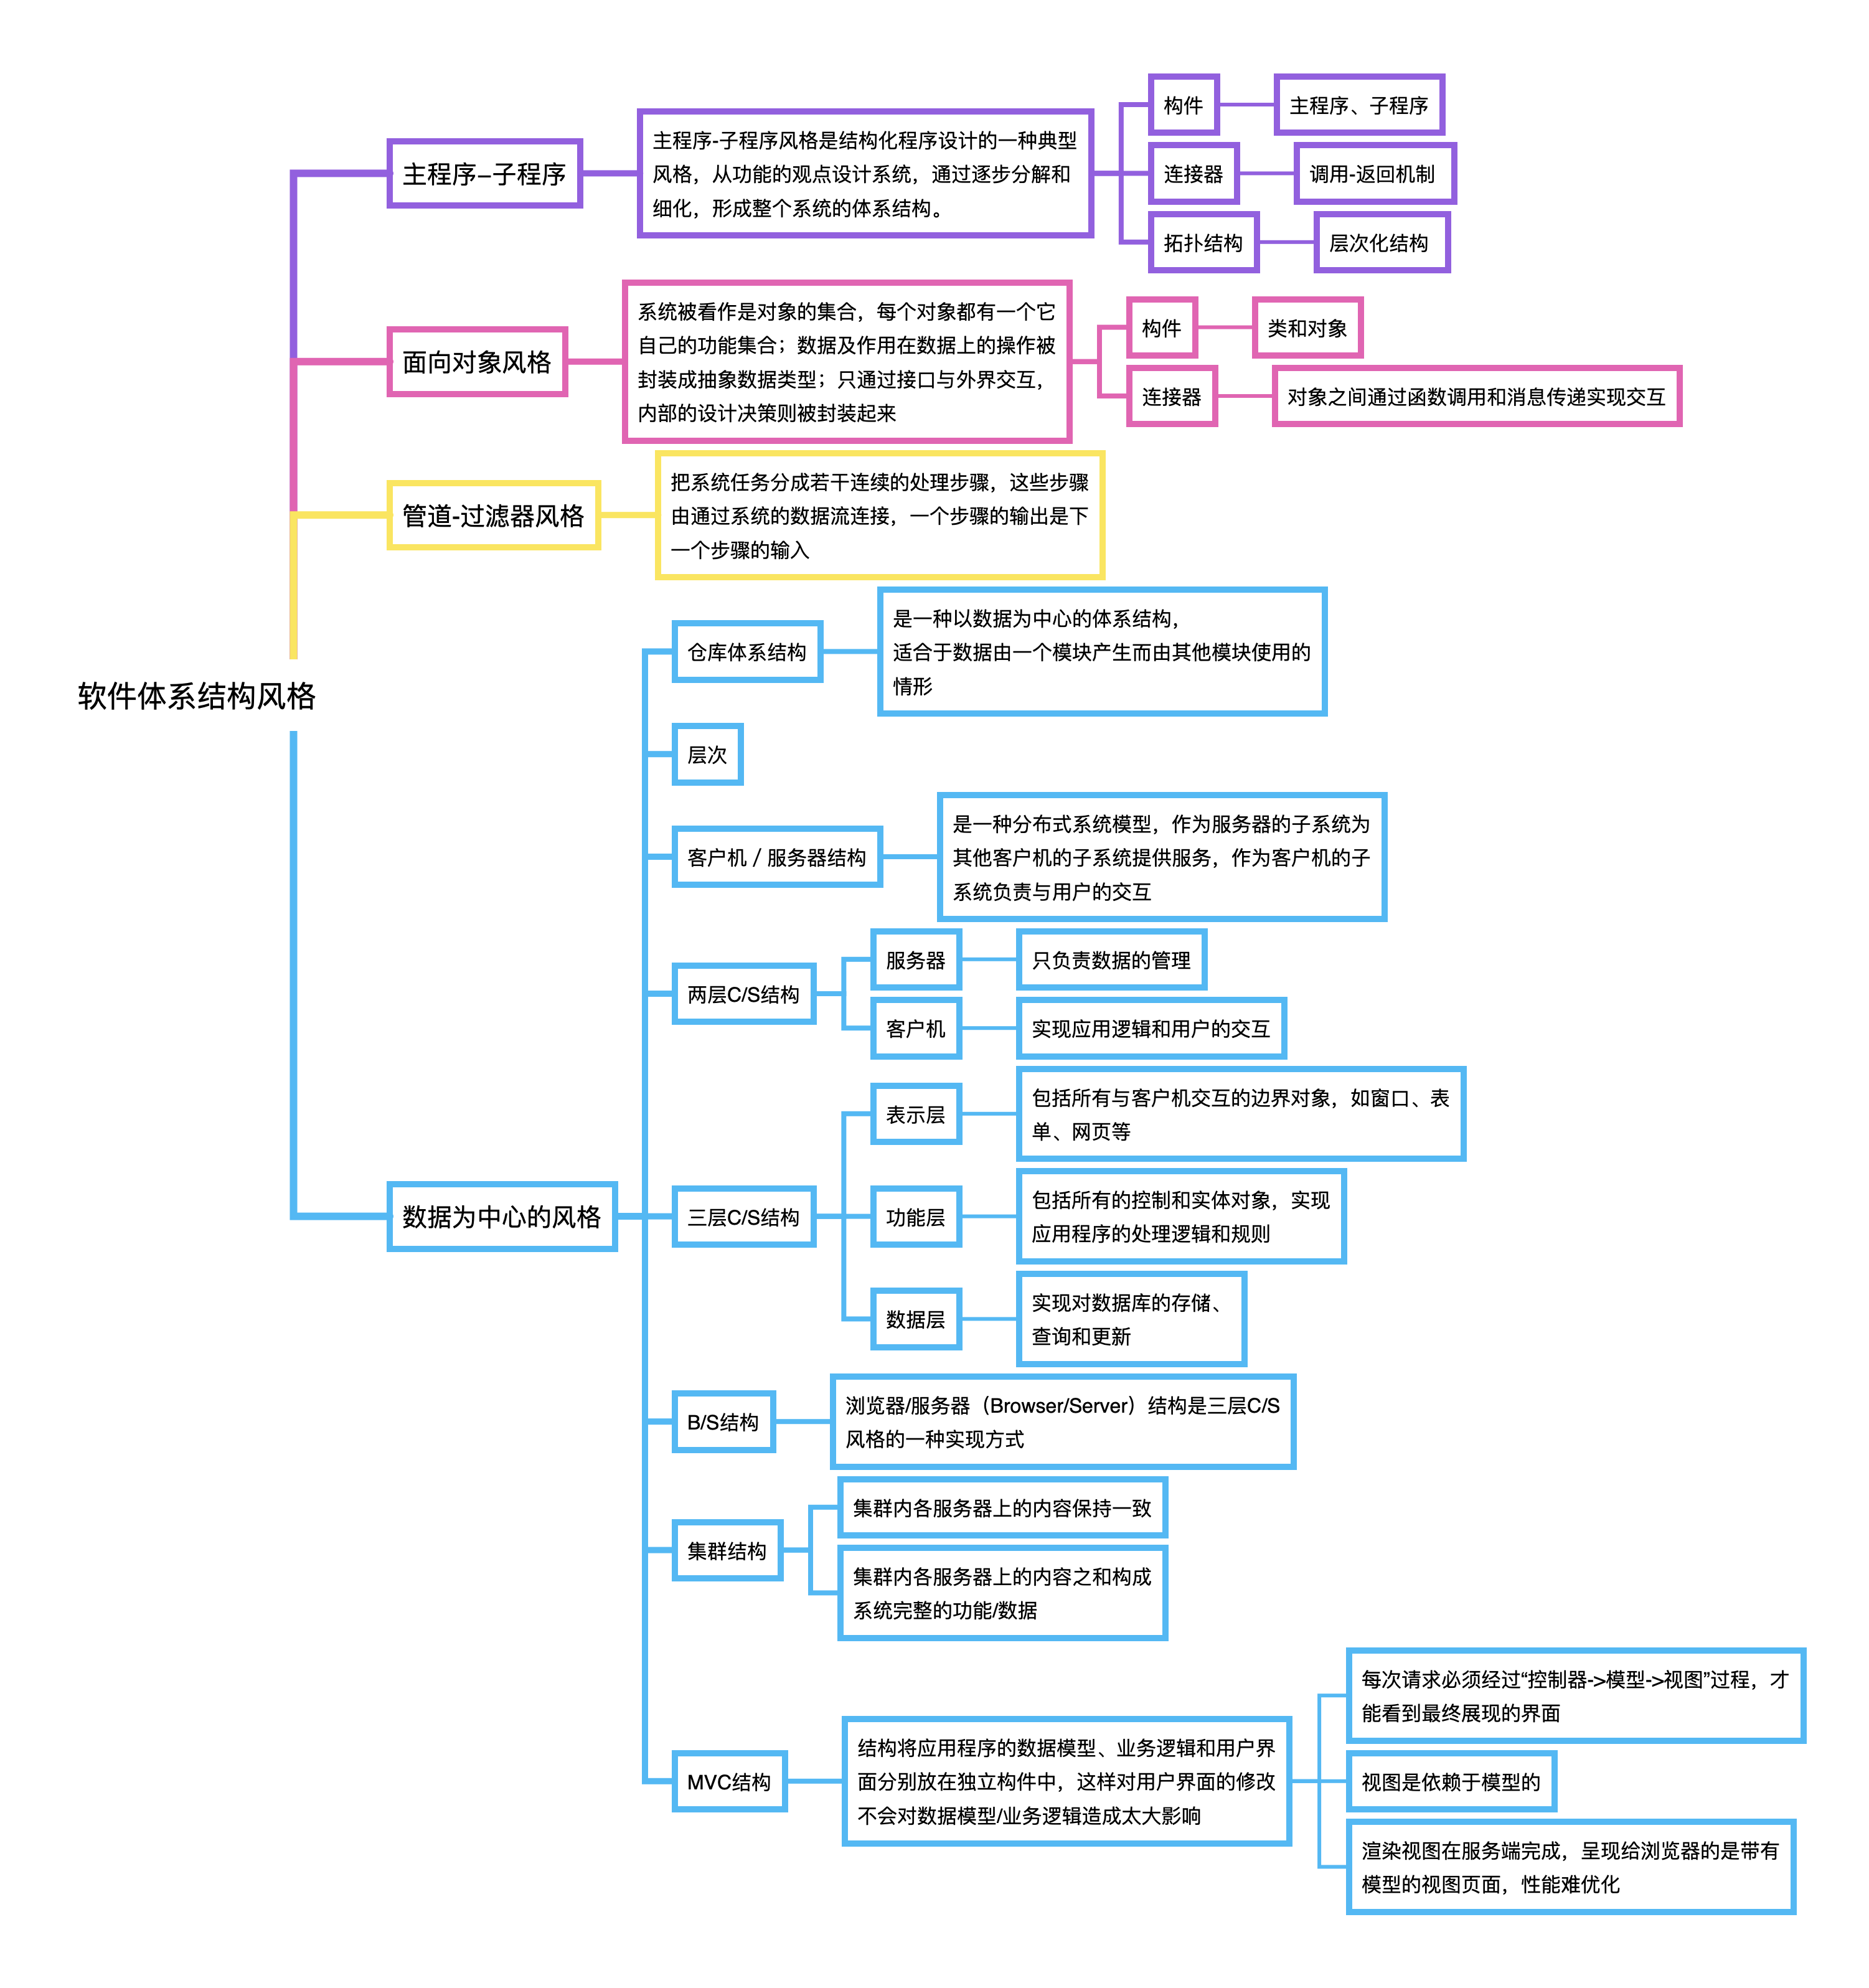 软件体系结构风格
主程序–子程序
主程序-子程序风格是结构化程序设计的一种典型
风格，从功能的观点设计系统，通过逐步分解和
细化，形成整个系统的体系结构。
构件
主程序、子程序
连接器
调用-返回机制
拓扑结构
层次化结构
面向对象风格
系统被看作是对象的集合，每个对象都有一个它
自己的功能集合；数据及作用在数据上的操作被
封装成抽象数据类型；只通过接口与外界交互，
内部的设计决策则被封装起来
构件
类和对象
连接器
对象之间通过函数调用和消息传递实现交互
管道-过滤器风格
把系统任务分成若干连续的处理步骤，这些步骤
由通过系统的数据流连接，一个步骤的输出是下
一个步骤的输入
数据为中心的风格
仓库体系结构
是一种以数据为中心的体系结构，
适合于数据由一个模块产生而由其他模块使用的
情形
层次
客户机／服务器结构
是一种分布式系统模型，作为服务器的子系统为
其他客户机的子系统提供服务，作为客户机的子
系统负责与用户的交互
两层C/S结构
服务器
只负责数据的管理
客户机
实现应用逻辑和用户的交互
三层C/S结构
表示层
包括所有与客户机交互的边界对象，如窗口、表
单、网页等
功能层
包括所有的控制和实体对象，实现
应用程序的处理逻辑和规则
数据层
实现对数据库的存储、
查询和更新
B/S结构
浏览器/服务器（Browser/Server）结构是三层C/S
风格的一种实现方式
集群结构
集群内各服务器上的内容保持一致
集群内各服务器上的内容之和构成
系统完整的功能/数据
MVC结构
结构将应用程序的数据模型、业务逻辑和用户界
面分别放在独立构件中，这样对用户界面的修改
不会对数据模型/业务逻辑造成太大影响
每次请求必须经过“控制器->模型->视图”过程，才
能看到最终展现的界面
视图是依赖于模型的
渲染视图在服务端完成，呈现给浏览器的是带有
模型的视图页面，性能难优化